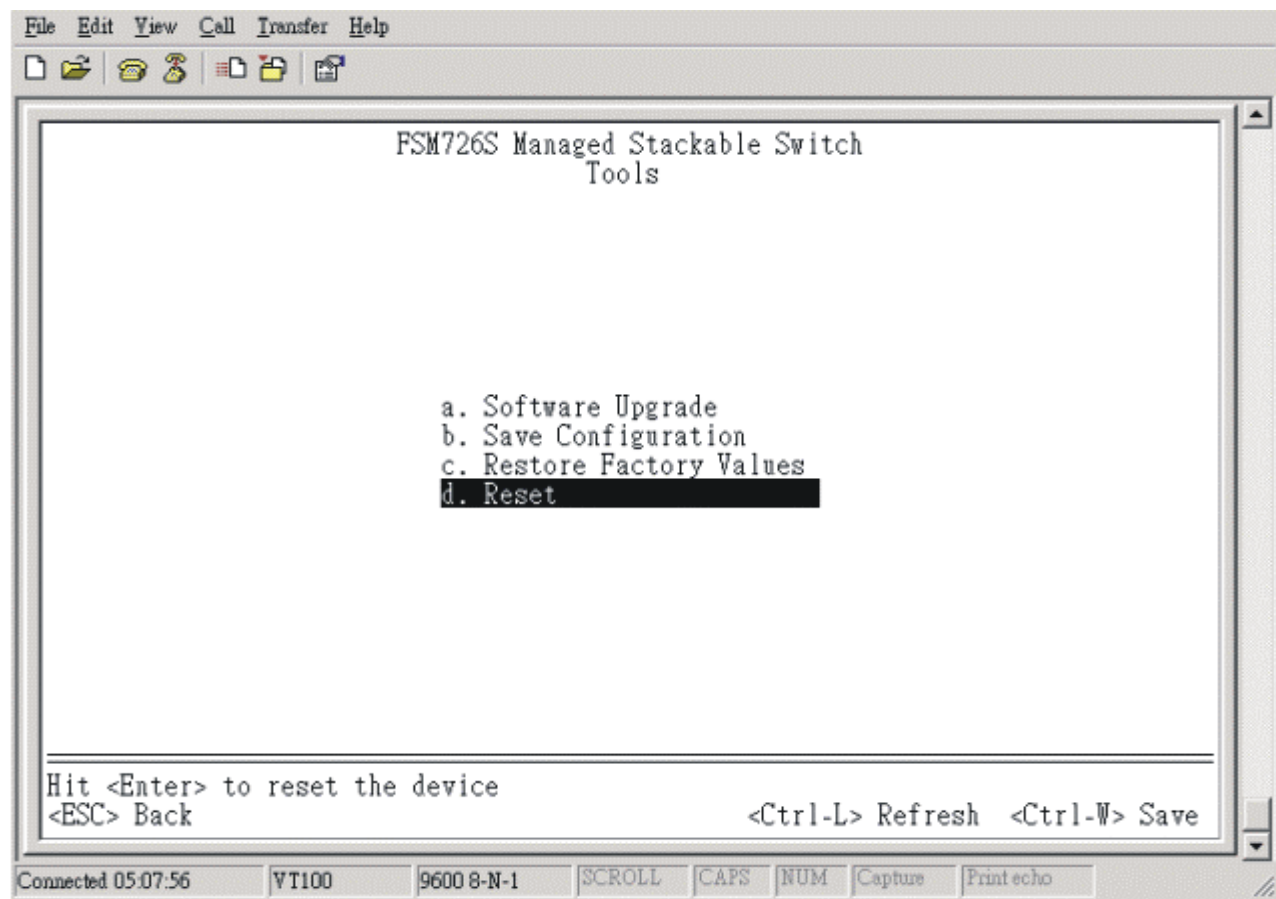 File Edit View Call Transfer Help
FSM726S Managed Stackable Switch
Tools
a. Software Upgrade
b. Save Configuration
c. Restore Factory Values
d. Reset
Hit <Enter> to reset the device
<ESC> Back <Ctrl-L> Refresh <Ctrl-W> Save
Connected 05:07:56 VT100 9600 8-N-1 SCROLL CAPS NUM Capture Print echo